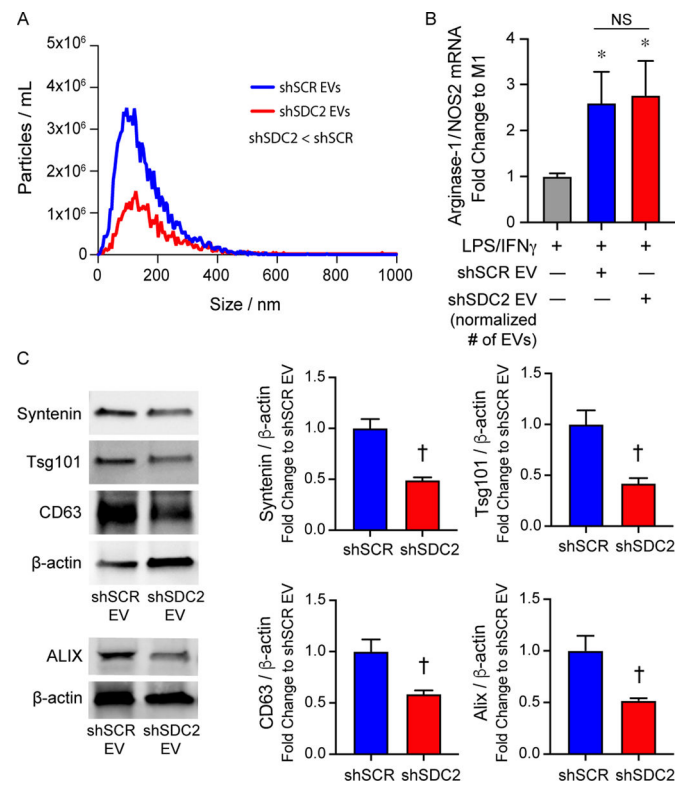 A
5x10⁶
4x10⁶
3x10⁶
2x10⁶
1x10⁶
0
Particles / mL
0 200 400 600 800 1000
Size / nm
shSCR EVs
shSDC2 EVs
shSDC2 < shSCR
B
Arginase-1/NOS2 mRNA
Fold Change to M1
4
3
2
1
0
NS
* *
LPS/IFNγ + + +
shSCR EV — + —
shSDC2 EV — — +
(normalized
# of EVs)
C
Syntenin
Tsg101
CD63
β-actin
shSCR shSDC2
EV EV
ALIX
β-actin
shSCR shSDC2
EV EV
Syntenin / β-actin
Fold Change to shSCR EV
1.5
1.0
0.5
0.0
†
shSCR shSDC2
Tsg101 / β-actin
Fold Change to shSCR EV
1.5
1.0
0.5
0.0
†
shSCR shSDC2
CD63 / β-actin
Fold Change to shSCR EV
1.5
1.0
0.5
0.0
†
shSCR shSDC2
Alix / β-actin
Fold Change to shSCR EV
1.5
1.0
0.5
0.0
†
shSCR shSDC2